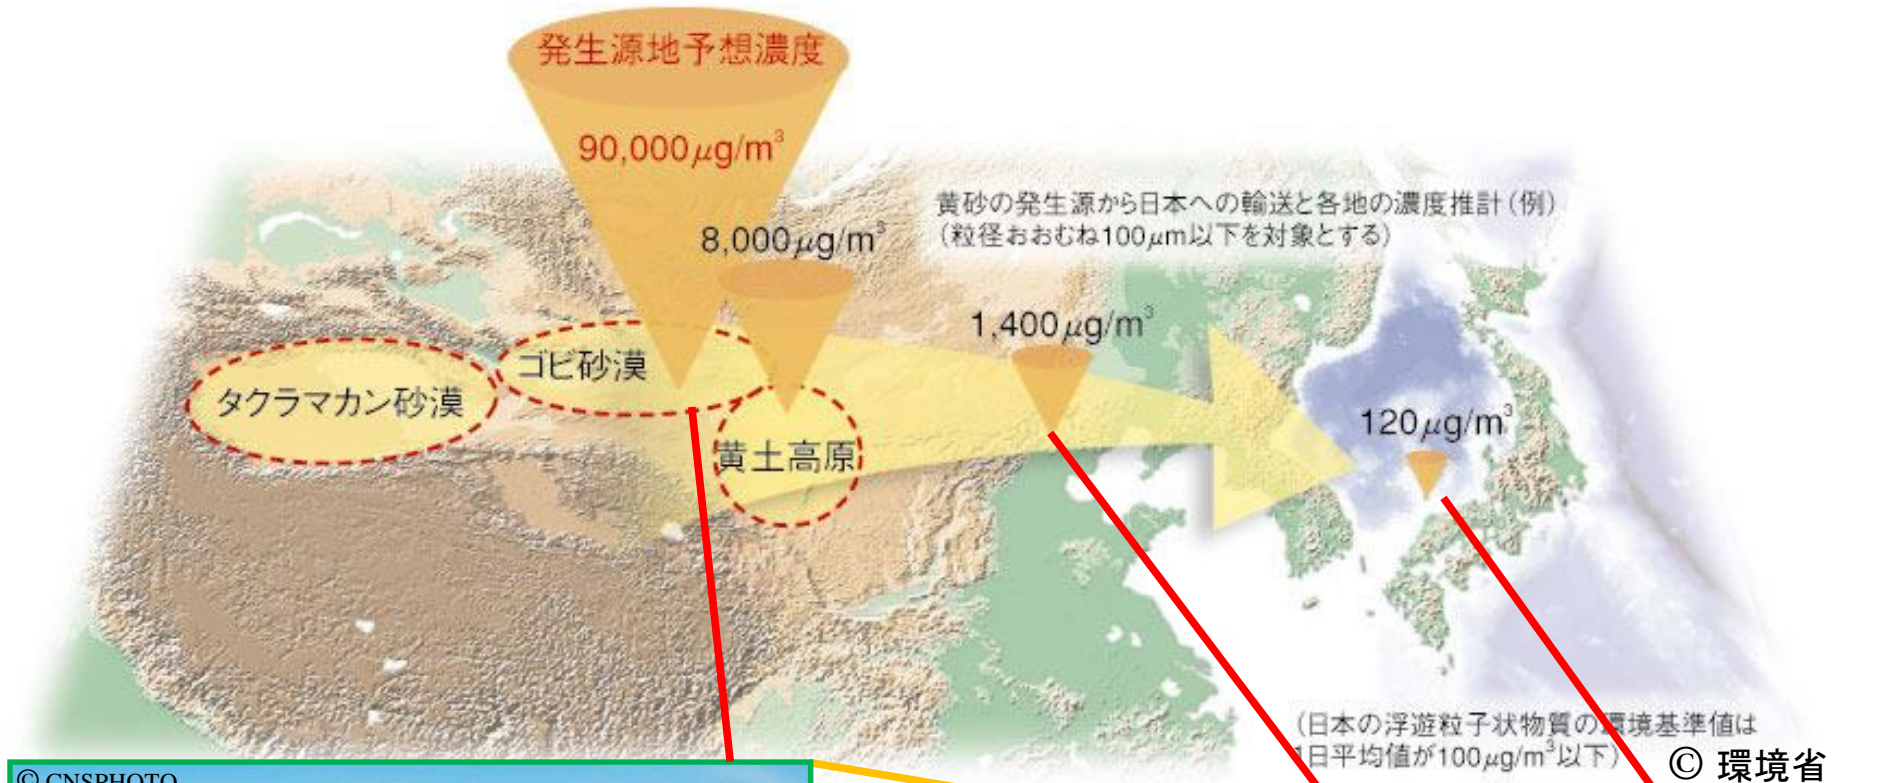 発生源地予想濃度
90,000μg/m³
8,000μg/m³
黄砂の発生源から日本への輸送と各地の濃度推計（例）
（粒径おおむね100μm以下を対象とする）
1,400μg/m³
ゴビ砂漠
タクラマカン砂漠
黄土高原
120μg/m³
（日本の浮遊粒子状物質の環境基準値は
1日平均値が100μg/m³以下）
© 環境省
© CNSPHOTO